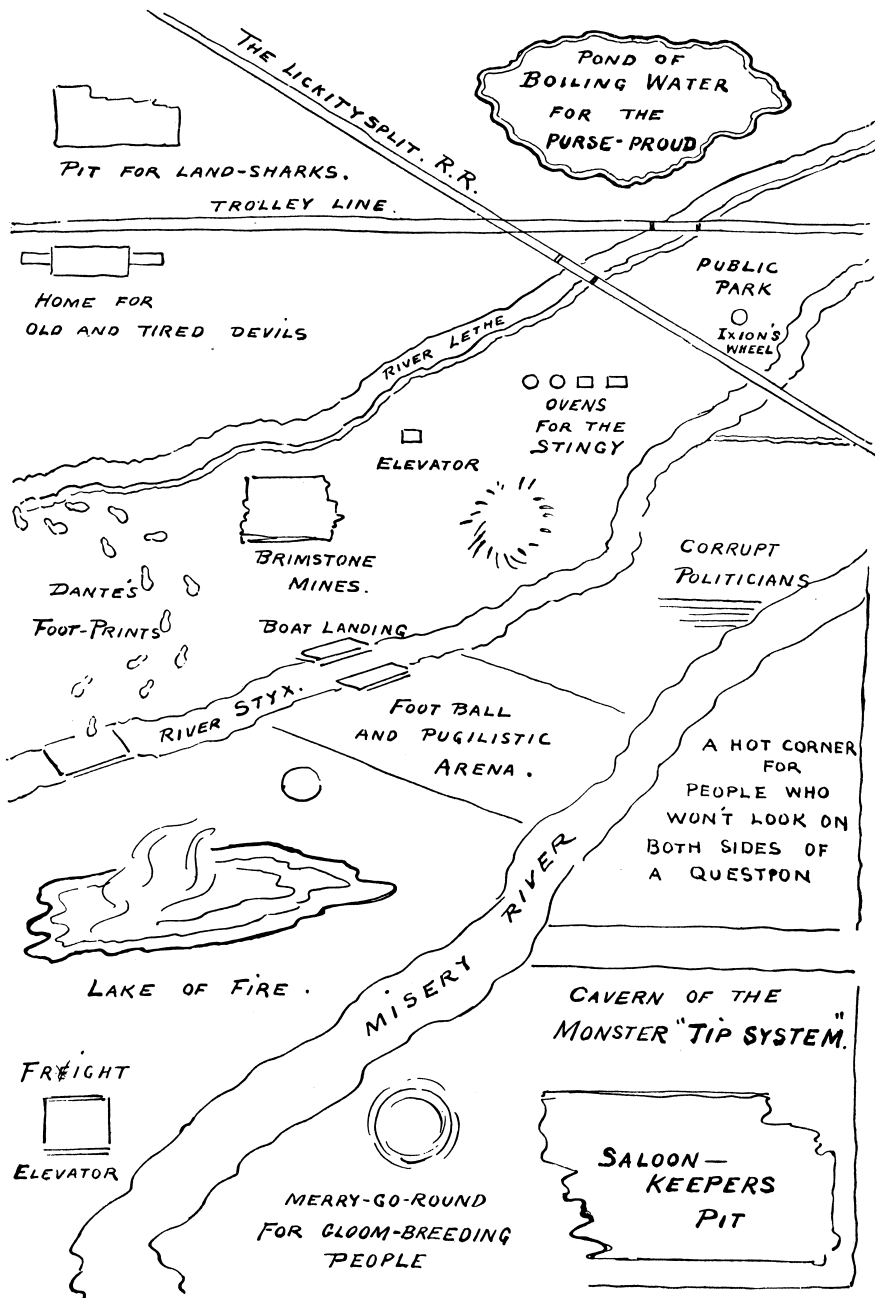 THE LICKITYSPLIT. R.R.
POND OF
BOILING WATER
FOR THE
PURSE-PROUD
PIT FOR LAND-SHARKS.
TROLLEY LINE.
HOME FOR
OLD AND TIRED DEVILS
PUBLIC
PARK
IXION'S
WHEEL
RIVER LETHE
OVENS
FOR THE
STINGY
ELEVATOR
BRIMSTONE
MINES.
CORRUPT
POLITICIANS
DANTE'S
FOOT-PRINTS
BOAT LANDING
RIVER STYX.
FOOT BALL
AND PUGILISTIC
ARENA.
A HOT CORNER
FOR
PEOPLE WHO
WON'T LOOK ON
BOTH SIDES OF
A QUESTPON
LAKE OF FIRE.
MISERY RIVER
CAVERN OF THE
MONSTER "TIP SYSTEM".
FREIGHT
ELEVATOR
MERRY-GO-ROUND
FOR GLOOM-BREEDING
PEOPLE
SALOON-
KEEPERS
PIT